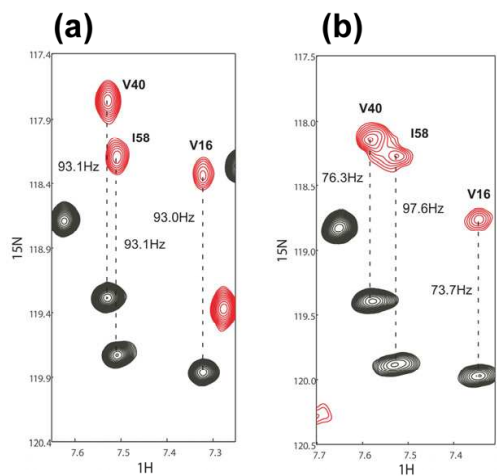 (a)
117.4
117.9
118.4
118.9
119.4
119.9
120.4
15N
V40
I58
V16
93.1Hz
93.0Hz
93.1Hz
7.6
7.5
7.4
7.3
1H
(b)
117.5
118.0
118.5
119.0
119.5
120.0
120.5
15N
V40
I58
V16
76.3Hz
97.6Hz
73.7Hz
7.7
7.6
7.5
7.4
1H